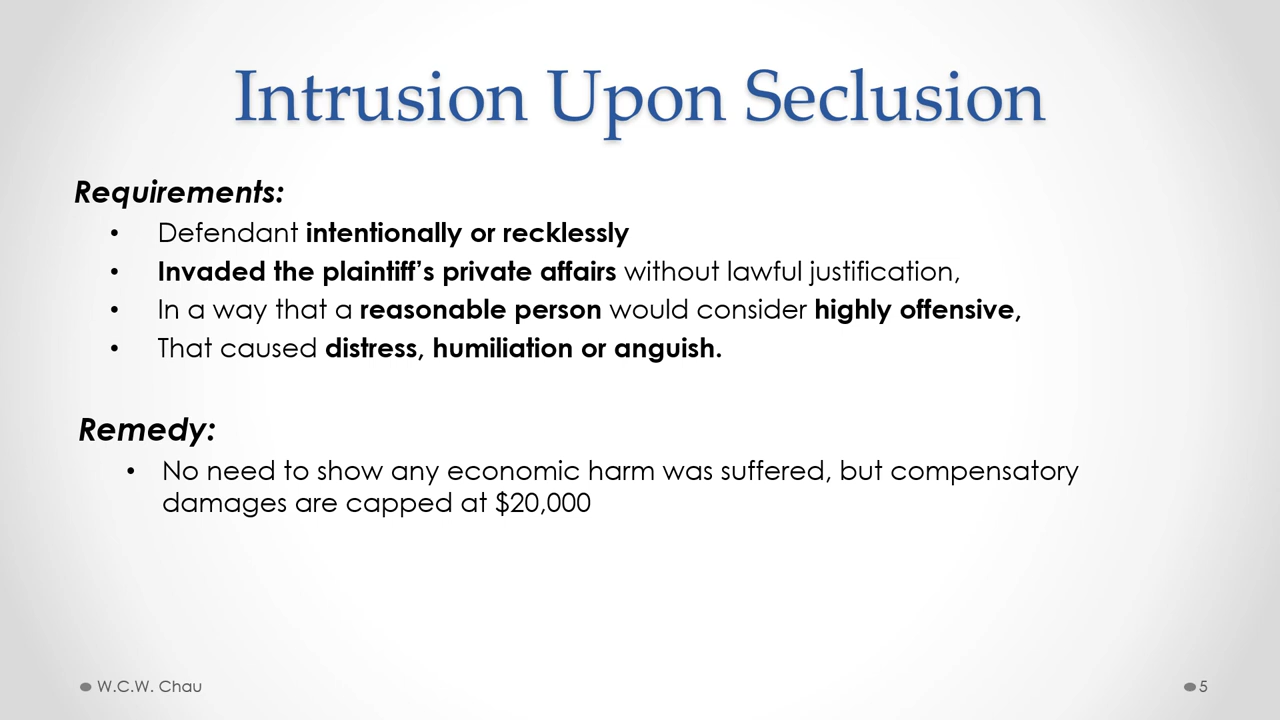 Intrusion Upon Seclusion
Requirements:
• Defendant intentionally or recklessly
• Invaded the plaintiff’s private affairs without lawful justification,
• In a way that a reasonable person would consider highly offensive,
• That caused distress, humiliation or anguish.
Remedy:
• No need to show any economic harm was suffered, but compensatory
damages are capped at $20,000
W.C.W. Chau
5